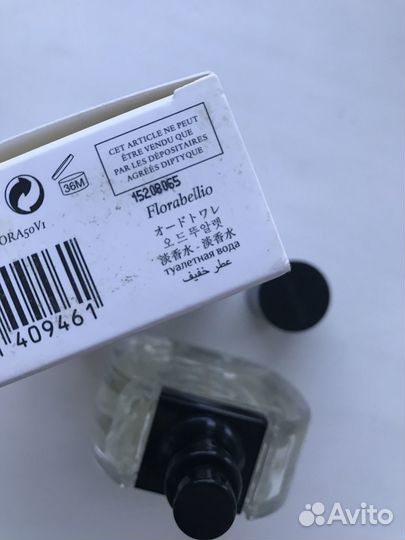 CET ARTICLE NE PEUT
ÊTRE VENDU QUE
PAR LES DÉPOSITAIRES
AGRÉÉS DIPTYQUE
36M
15208065
Florabellio
オードトワレ
오 드 뚜왈렛
淡香水 - 淡香水
туалетная вода
عطر خفيف
ORA50V1
409461
Avito